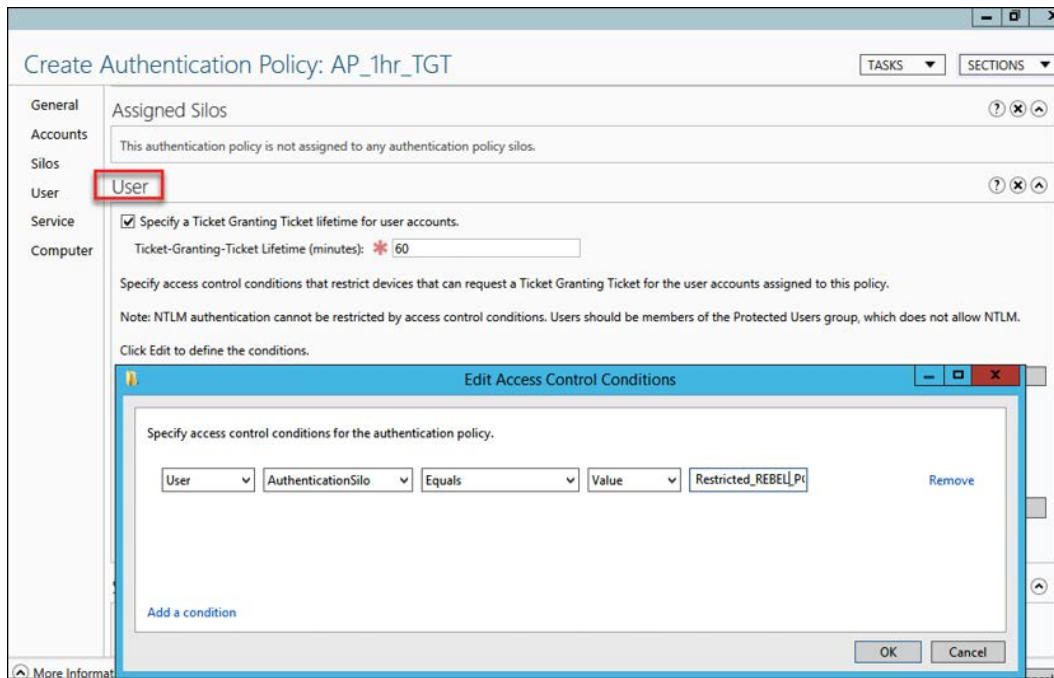 Create Authentication Policy: AP_1hr_TGT
TASKS
SECTIONS
General
Accounts
Silos
User
Service
Computer
Assigned Silos
This authentication policy is not assigned to any authentication policy silos.
User
Specify a Ticket Granting Ticket lifetime for user accounts.
Ticket-Granting-Ticket Lifetime (minutes): * 60
Specify access control conditions that restrict devices that can request a Ticket Granting Ticket for the user accounts assigned to this policy.
Note: NTLM authentication cannot be restricted by access control conditions. Users should be members of the Protected Users group, which does not allow NTLM.
Click Edit to define the conditions.
Edit Access Control Conditions
Specify access control conditions for the authentication policy.
User AuthenticationSilo Equals Value Restricted_REBEL_P Remove
Add a condition
OK Cancel
More Informat